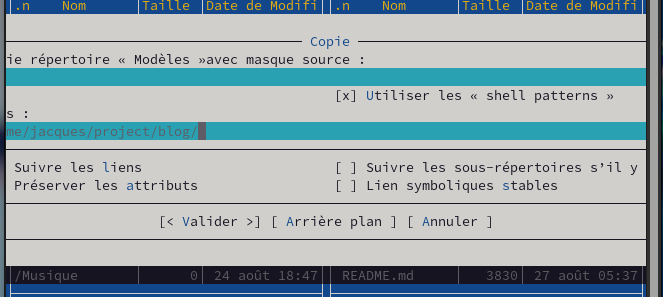 .n Nom Taille Date de Modifi .n Nom Taille Date de Modifi
Copie
ie répertoire « Modèles »avec masque source :
[x] Utiliser les « shell patterns »
s :
me/jacques/project/blog/
Suivre les liens [ ] Suivre les sous-répertoires s’il y
Préserver les attributs [ ] Lien symboliques stables
[< Valider >] [ Arrière plan ] [ Annuler ]
/Musique 0 24 août 18:47 README.md 3830 27 août 05:37